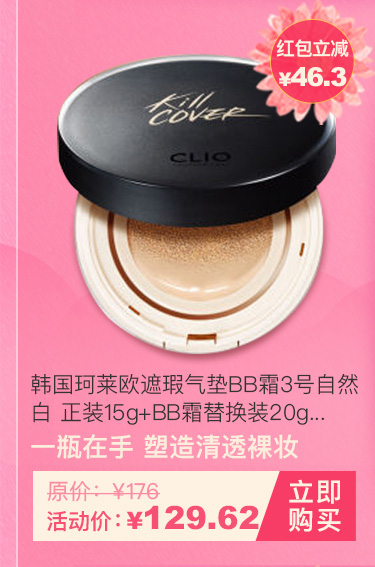 红包立减
¥46.3
Kill
COVER
CLIO
韩国珂莱欧遮瑕气垫BB霜3号自然
白 正装15g+BB霜替换装20g...
一瓶在手 塑造清透裸妆
原价：¥176
活动价：¥129.62
立即
购买